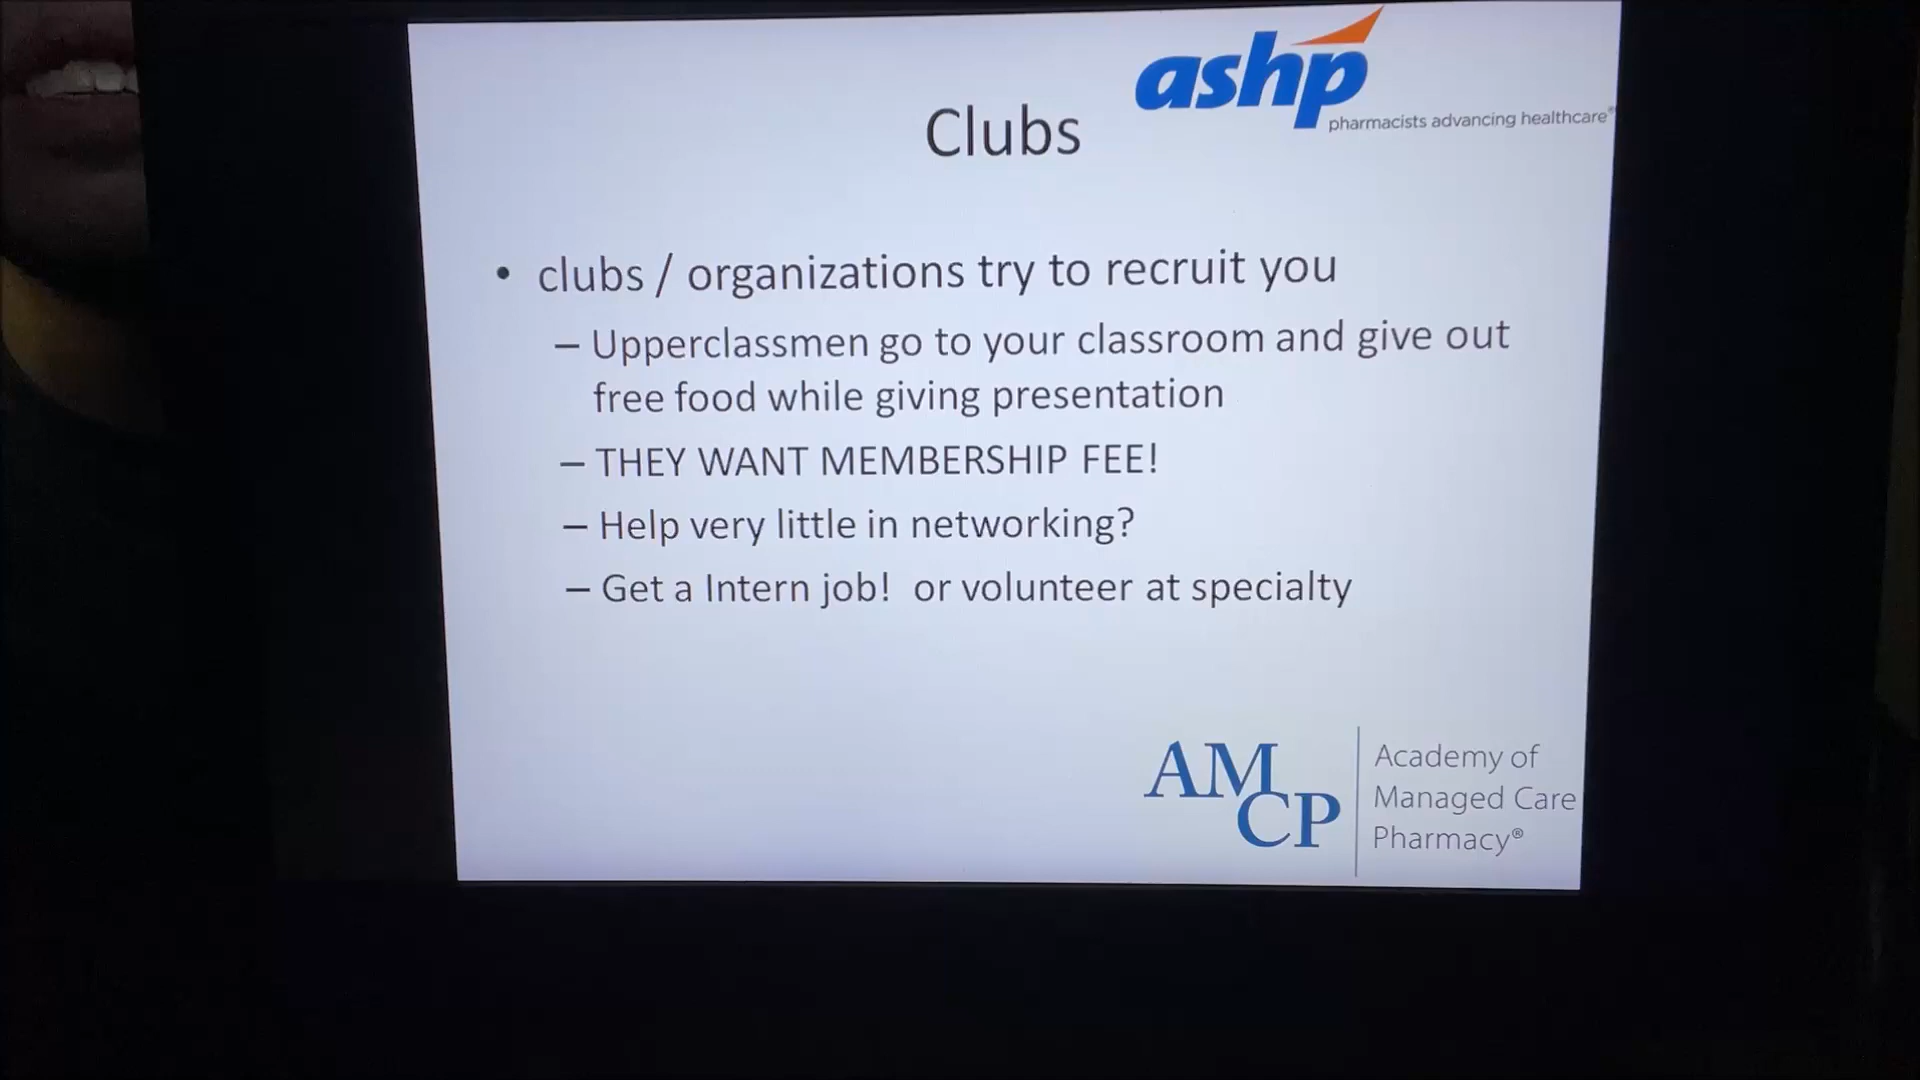 ashp
pharmacists advancing healthcare®
Clubs
• clubs / organizations try to recruit you
– Upperclassmen go to your classroom and give out
free food while giving presentation
– THEY WANT MEMBERSHIP FEE!
– Help very little in networking?
– Get a Intern job!  or volunteer at specialty
AMCP
Academy of
Managed Care
Pharmacy®